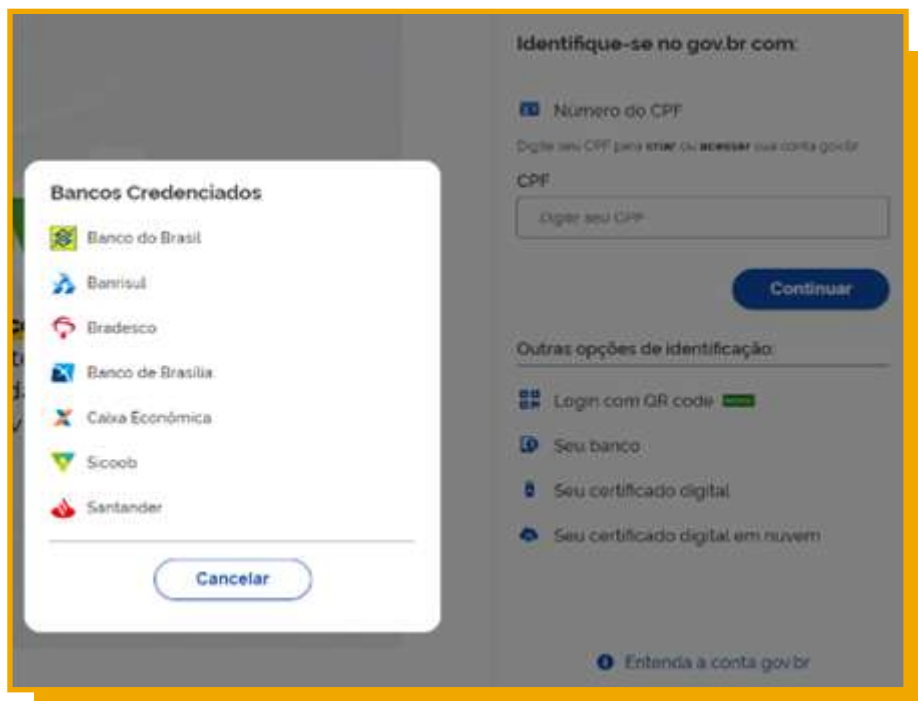 Bancos Credenciados
Banco do Brasil
Banrisul
Bradesco
Banco de Brasília
Caixa Econômica
Sicoob
Santander
Cancelar
Identifique-se no gov.br com:
Número do CPF
Digite seu CPF para criar ou acessar sua conta gov.br
CPF
Digite seu CPF
Continuar
Outras opções de identificação:
Login com QR code
Seu banco
Seu certificado digital
Seu certificado digital em nuvem
Entenda a conta gov.br